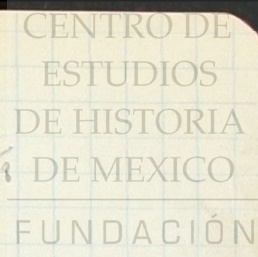 CENTRO DE
ESTUDIOS
DE HISTORIA
DE MEXICO
FUNDACIÓN